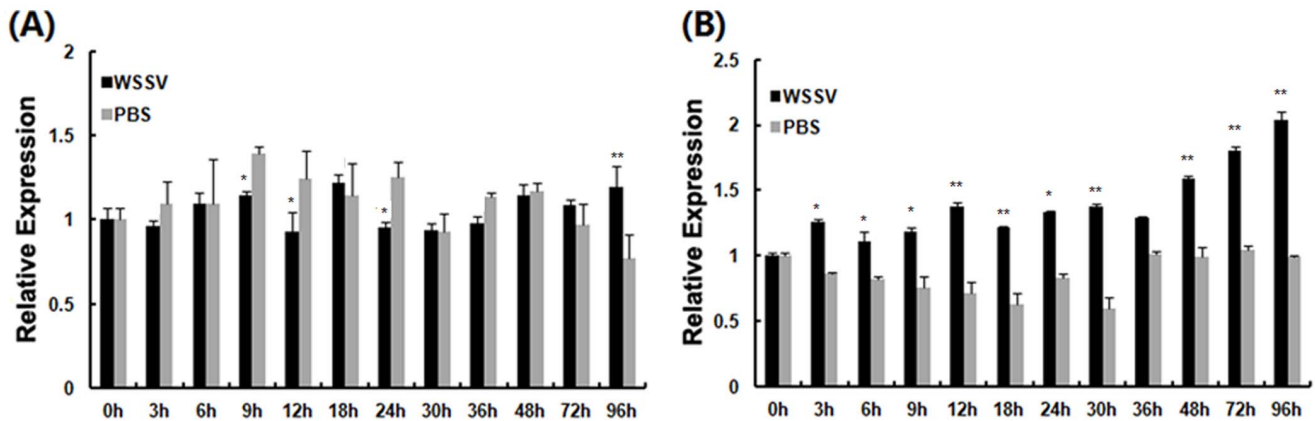 (A)
Relative Expression
2
1.5
1
0.5
0
WSSV
PBS
* * * **
0h 3h 6h 9h 12h 18h 24h 30h 36h 48h 72h 96h
(B)
Relative Expression
2.5
2
1.5
1
0.5
0
WSSV
PBS
* * * ** ** * ** ** ** **
0h 3h 6h 9h 12h 18h 24h 30h 36h 48h 72h 96h